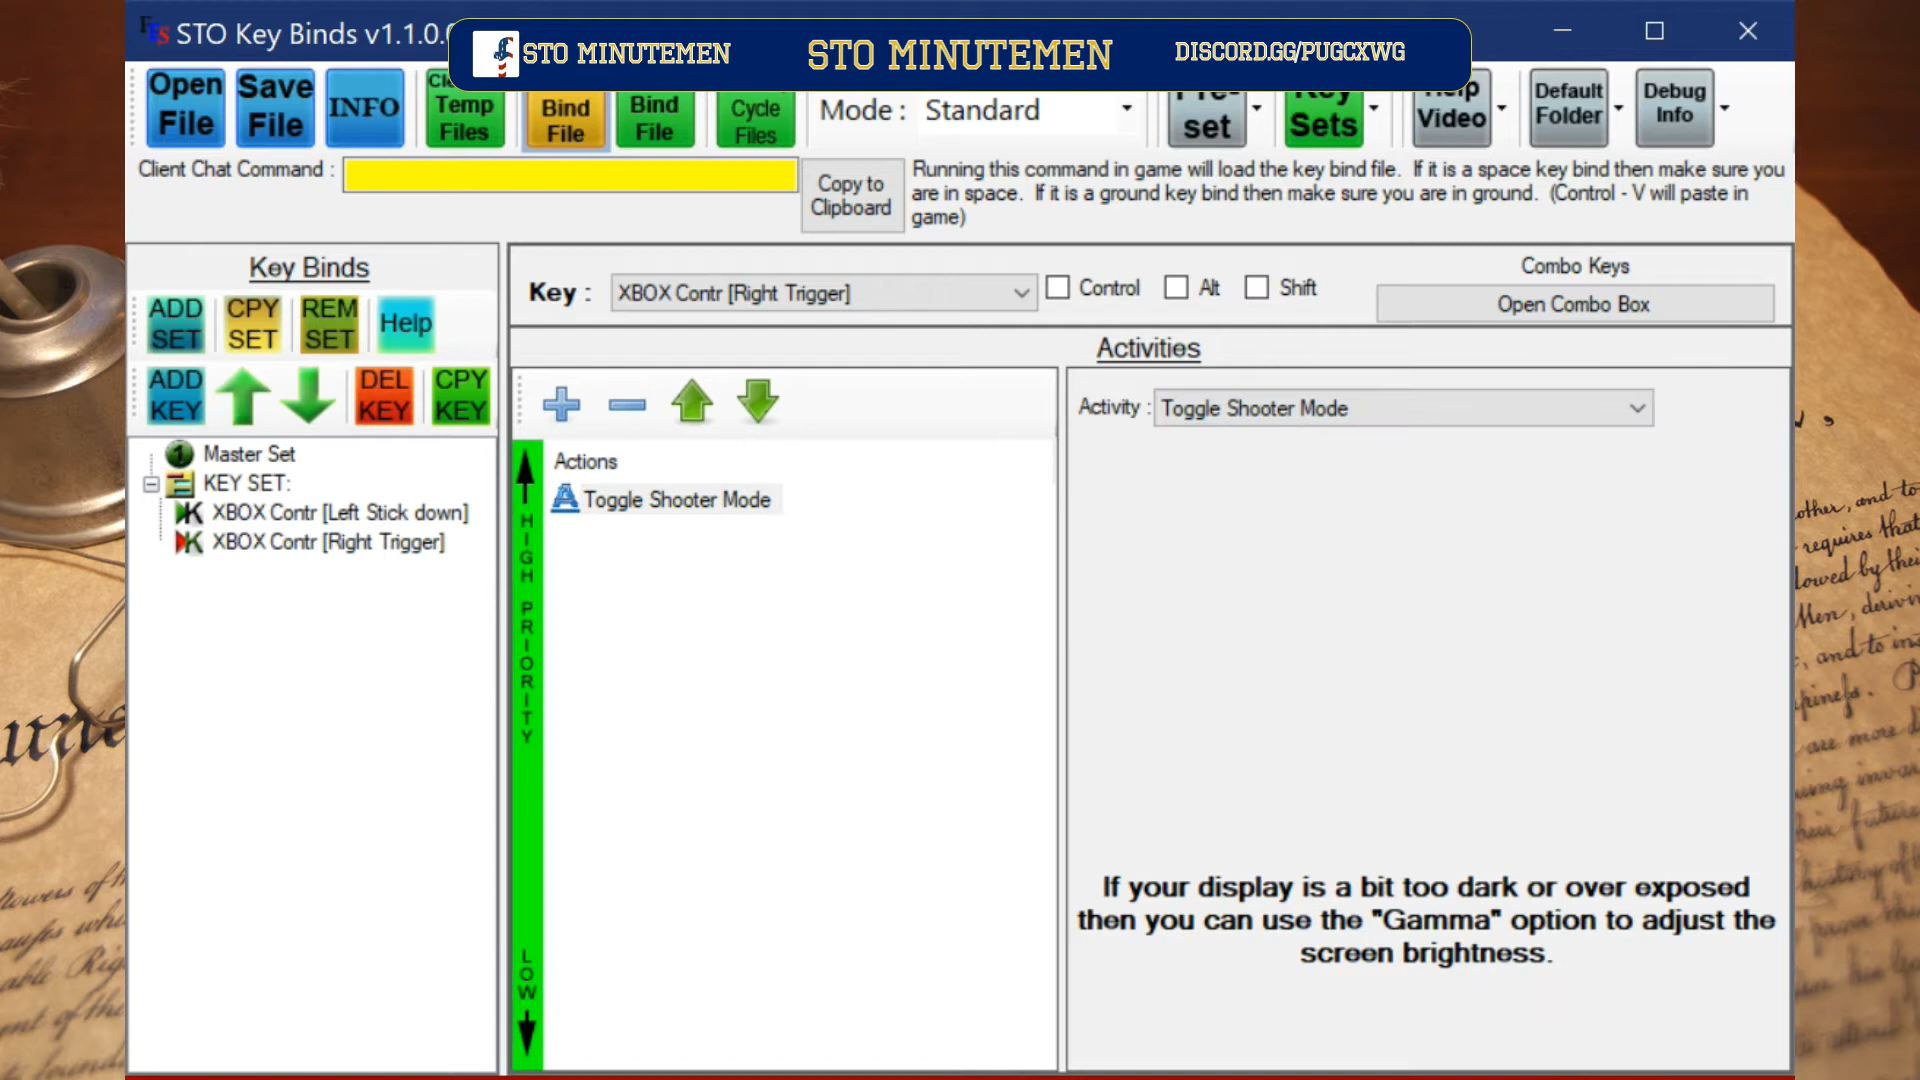 STO Key Binds v1.1.0.
STO MINUTEMEN
STO MINUTEMEN
DISCORD.GG/PUGCXWG
Open File
Save File
INFO
Temp Files
Bind File
Bind File
Cycle Files
Mode :
Standard
Pre-set
Key Sets
Help Video
Default Folder
Debug Info
Client Chat Command :
Copy to Clipboard
Running this command in game will load the key bind file. If it is a space key bind then make sure you
are in space. If it is a ground key bind then make sure you are in ground. (Control - V will paste in
game)
Key Binds
ADD SET
CPY SET
REM SET
Help
ADD KEY
DEL KEY
CPY KEY
Master Set
KEY SET:
XBOX Contr [Left Stick down]
XBOX Contr [Right Trigger]
Key :
XBOX Contr [Right Trigger]
Control
Alt
Shift
Combo Keys
Open Combo Box
Activities
HIGH PRIORITY
LOW
Actions
Toggle Shooter Mode
Activity :
Toggle Shooter Mode
If your display is a bit too dark or over exposed
then you can use the "Gamma" option to adjust the
screen brightness.
other, and to
requires that